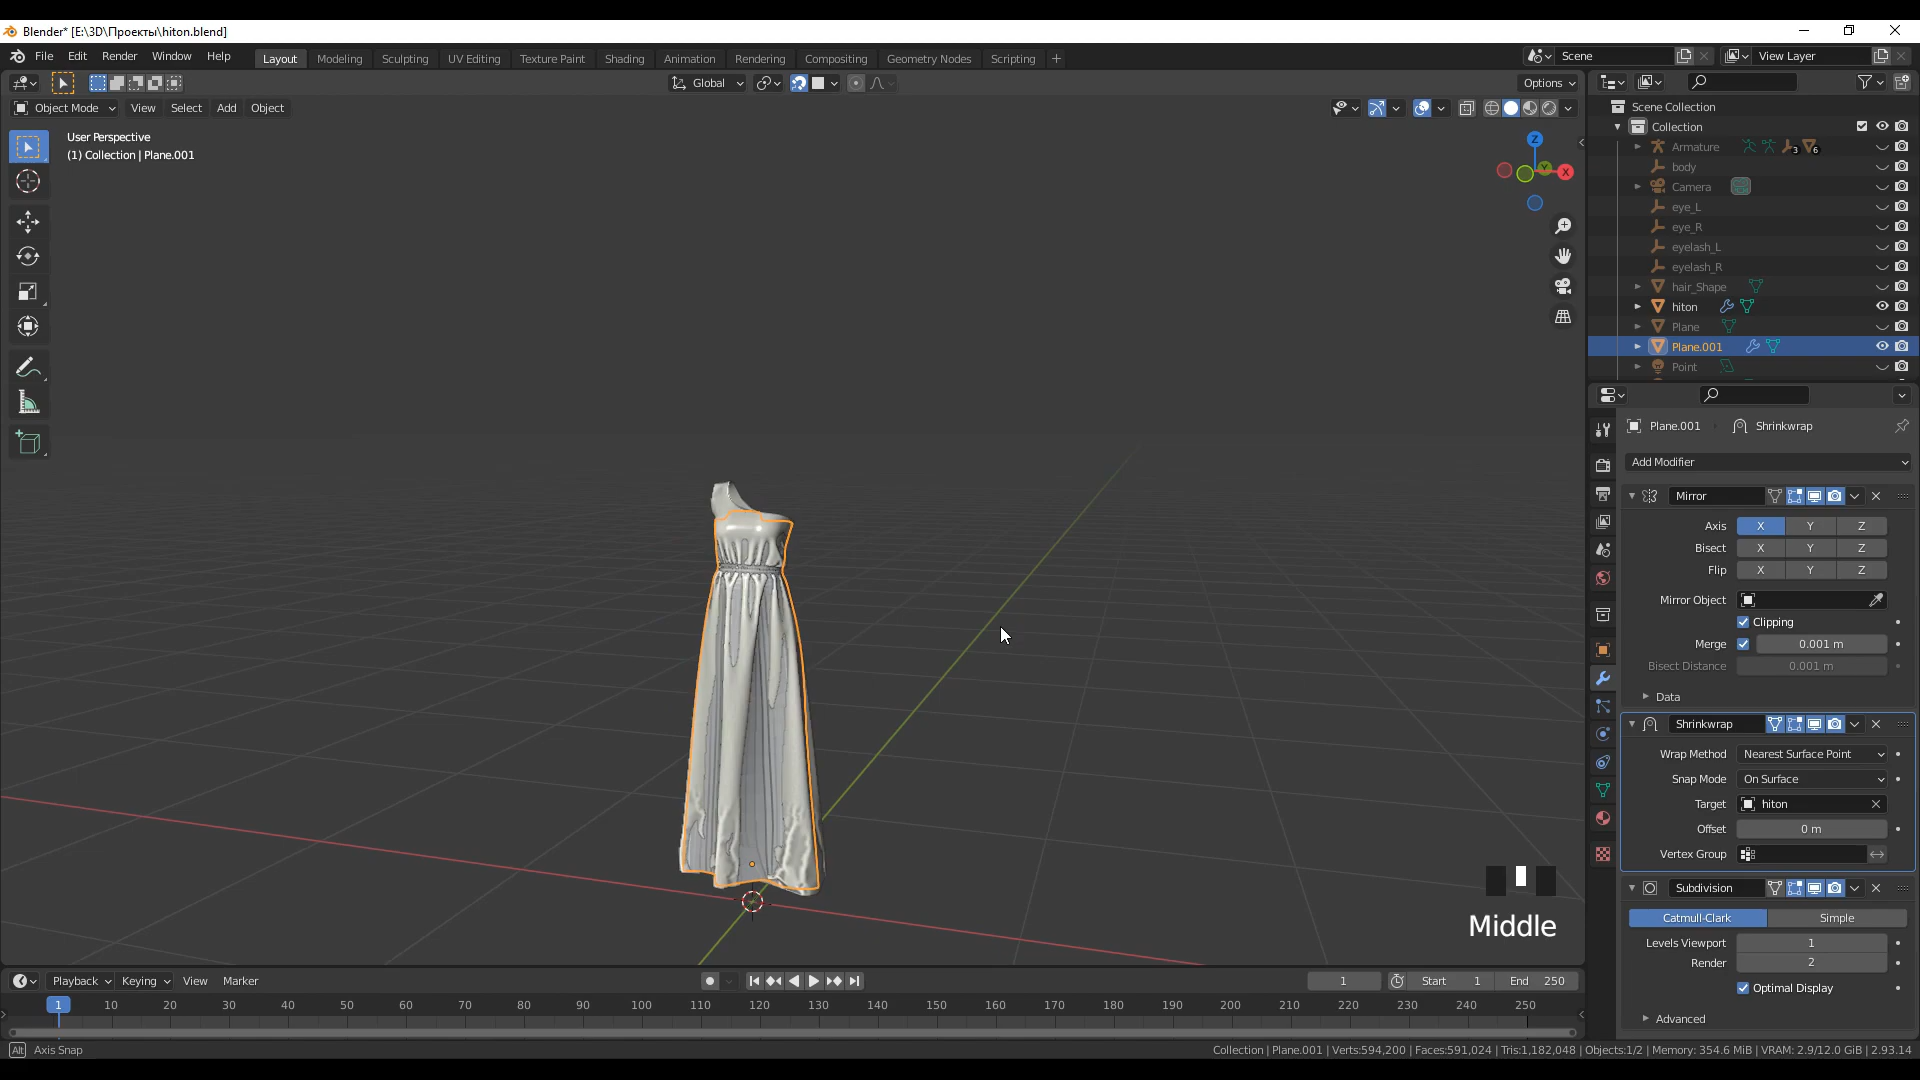 Blender* [E:\3D\Проекты\hiton.blend]
File Edit Render Window Help
Layout Modeling Sculpting UV Editing Texture Paint Shading Animation Rendering Compositing Geometry Nodes Scripting +
Scene
View Layer
Global
Options
Object Mode View Select Add Object
User Perspective
(1) Collection | Plane.001
Z
Y
X
Scene Collection
Collection
Armature 3 6
body
Camera
eye_L
eye_R
eyelash_L
eyelash_R
hair_Shape
hiton
Plane
Plane.001
Point
Plane.001 Shrinkwrap
Add Modifier
Mirror
Axis X Y Z
Bisect X Y Z
Flip X Y Z
Mirror Object
Clipping
Merge 0.001 m
Bisect Distance 0.001 m
Data
Shrinkwrap
Wrap Method Nearest Surface Point
Snap Mode On Surface
Target hiton
Offset 0 m
Vertex Group
Subdivision
Catmull-Clark Simple
Levels Viewport 1
Render 2
Optimal Display
Advanced
Middle
Playback Keying View Marker
1 Start 1 End 250
1 10 20 30 40 50 60 70 80 90 100 110 120 130 140 150 160 170 180 190 200 210 220 230 240 250
Alt Axis Snap
Collection | Plane.001 | Verts:594,200 | Faces:591,024 | Tris:1,182,048 | Objects:1/2 | Memory: 354.6 MiB | VRAM: 2.9/12.0 GiB | 2.93.14